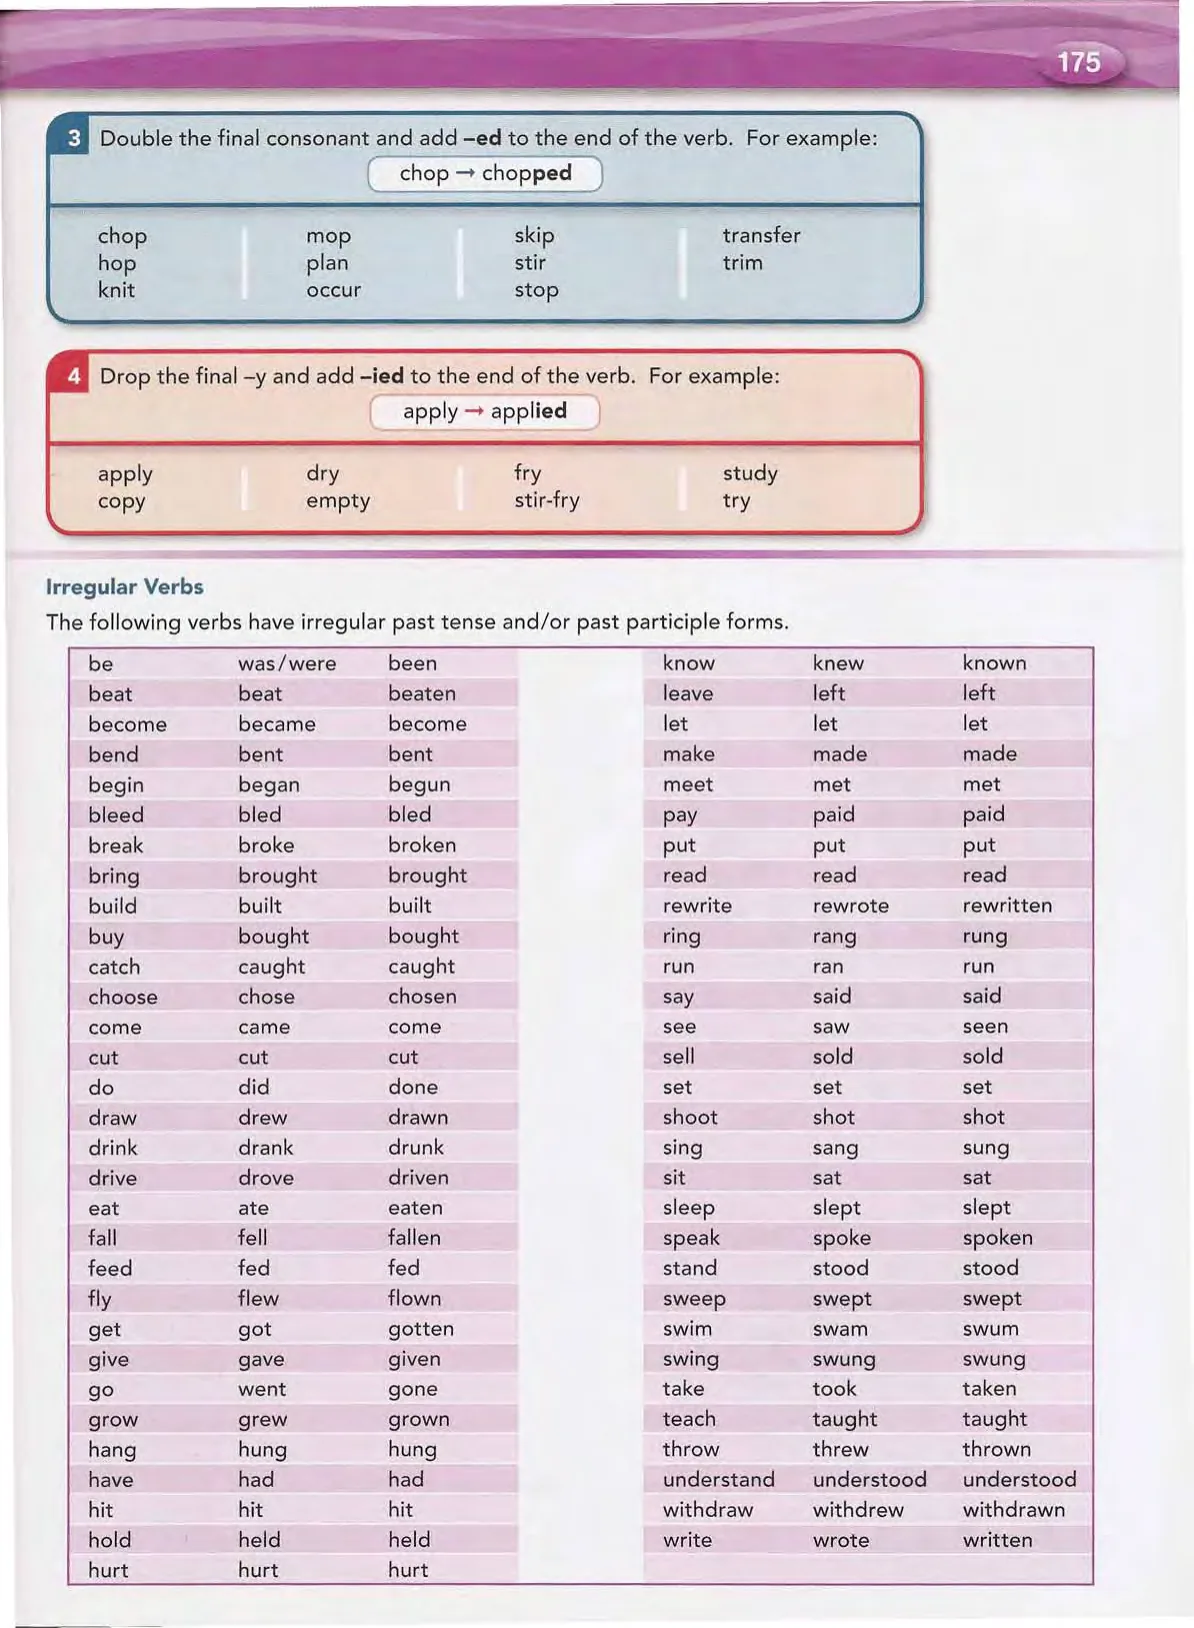 175
3 Double the final consonant and add –ed to the end of the verb. For example:
chop → chopped
chop mop skip transfer
hop plan stir trim
knit occur stop
4 Drop the final –y and add –ied to the end of the verb. For example:
apply → applied
apply dry fry study
copy empty stir-fry try
Irregular Verbs
The following verbs have irregular past tense and/or past participle forms.
be was/were been know knew known
beat beat beaten leave left left
become became become let let let
bend bent bent make made made
begin began begun meet met met
bleed bled bled pay paid paid
break broke broken put put put
bring brought brought read read read
build built built rewrite rewrote rewritten
buy bought bought ring rang rung
catch caught caught run ran run
choose chose chosen say said said
come came come see saw seen
cut cut cut sell sold sold
do did done set set set
draw drew drawn shoot shot shot
drink drank drunk sing sang sung
drive drove driven sit sat sat
eat ate eaten sleep slept slept
fall fell fallen speak spoke spoken
feed fed fed stand stood stood
fly flew flown sweep swept swept
get got gotten swim swam swum
give gave given swing swung swung
go went gone take took taken
grow grew grown teach taught taught
hang hung hung throw threw thrown
have had had understand understood understood
hit hit hit withdraw withdrew withdrawn
hold held held write wrote written
hurt hurt hurt